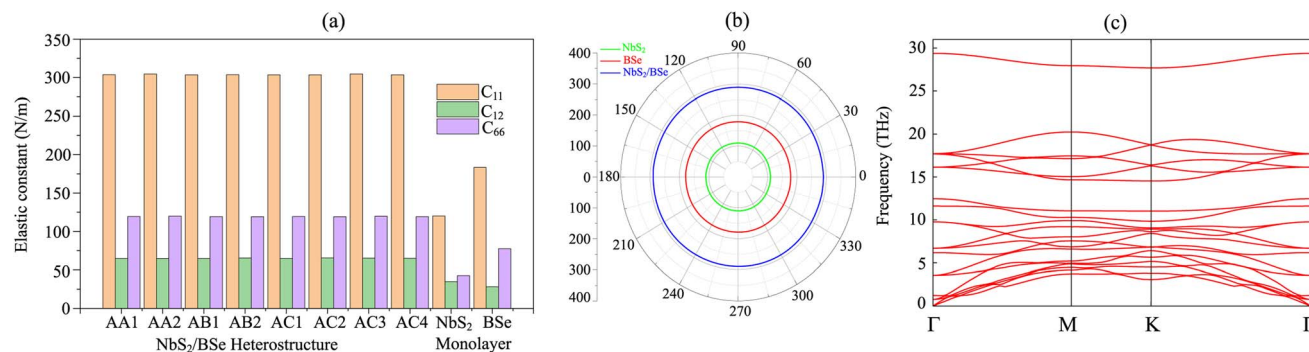 (a)
350
300
250
200
150
100
50
0
Elastic constant (N/m)
C₁₁
C₁₂
C₆₆
AA1 AA2 AB1 AB2 AC1 AC2 AC3 AC4 NbS₂ BSe
NbS₂/BSe Heterostructure Monolayer
(b)
NbS₂
BSe
NbS₂/BSe
400
300
200
100
0
100
200
300
400
90
120 60
150 30
180 0
210 330
240 300
270
(c)
30
25
20
15
10
5
0
Frequency (THz)
Γ M K Γ